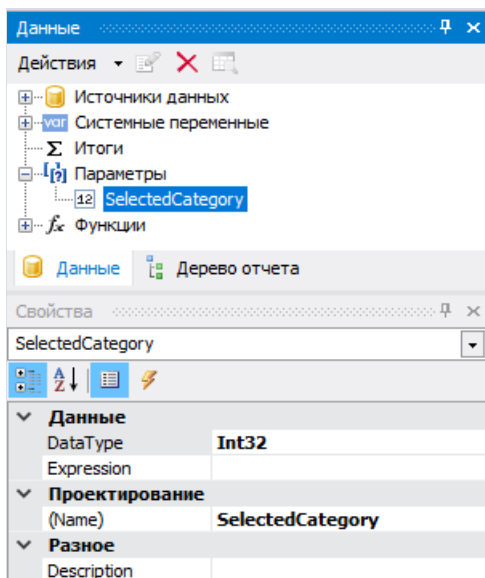 Данные
Действия
Источники данных
var Системные переменные
Σ Итоги
[?] Параметры
12 SelectedCategory
fx Функции
Данные Дерево отчета
Свойства
SelectedCategory
A Z
Данные
DataType Int32
Expression
Проектирование
(Name) SelectedCategory
Разное
Description